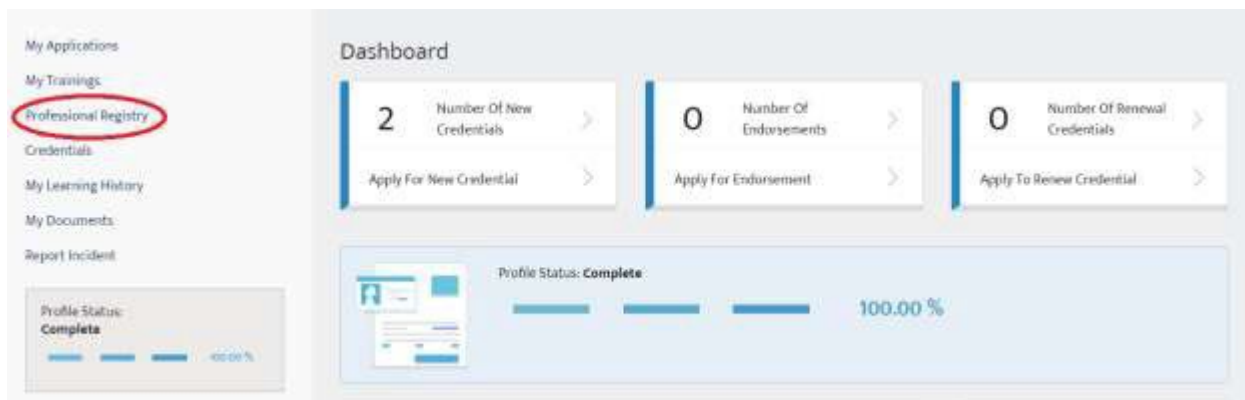 My Applications
My Trainings
Professional Registry
Credentials
My Learning History
My Documents
Report Incident
Profile Status:
Complete
100.00 %
Dashboard
2
Number Of New
Credentials
Apply For New Credential
0
Number Of
Endorsements
Apply For Endorsement
0
Number Of Renewal
Credentials
Apply To Renew Credential
Profile Status: Complete
100.00 %